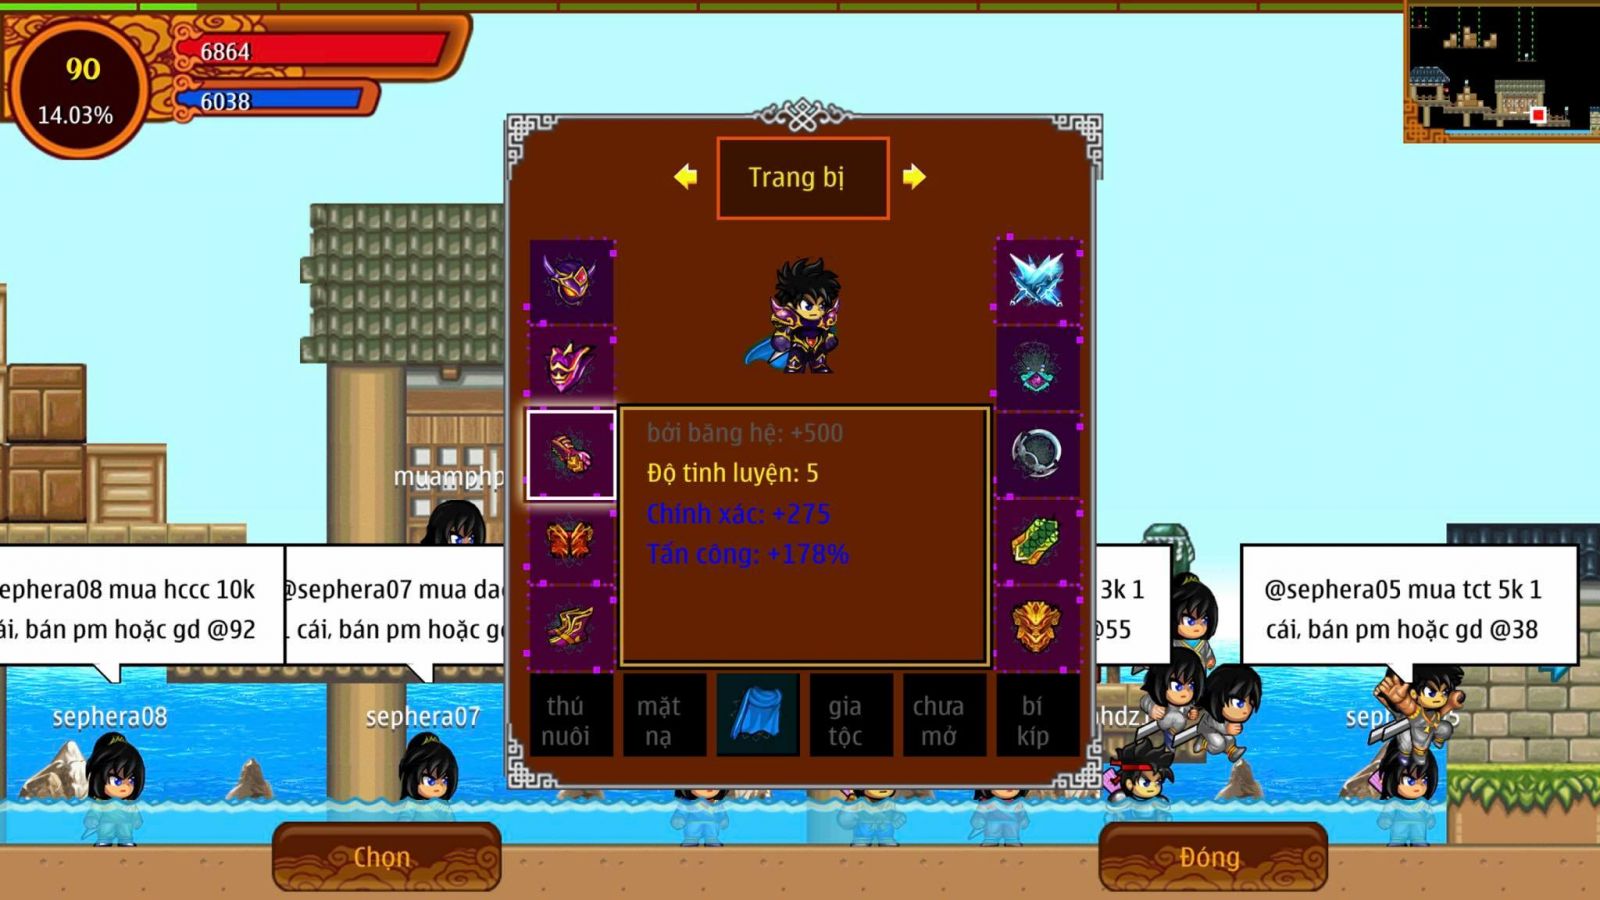 90
14.03%
6864
6038
Trang bị
bởi băng hệ: +500
Độ tinh luyện: 5
Chính xác: +275
Tấn công: +178%
thú
nuôi
mặt
nạ
gia
tộc
chưa
mở
bí
kíp
muamphp
ephera08 mua hccc 10k
ái, bán pm hoặc gd @92
@sephera07 mua
cái, bán pm hoặc
3k 1
@55
@sephera05 mua tct 5k 1
cái, bán pm hoặc gd @38
sephera08
sephera07
Chọn
Đóng